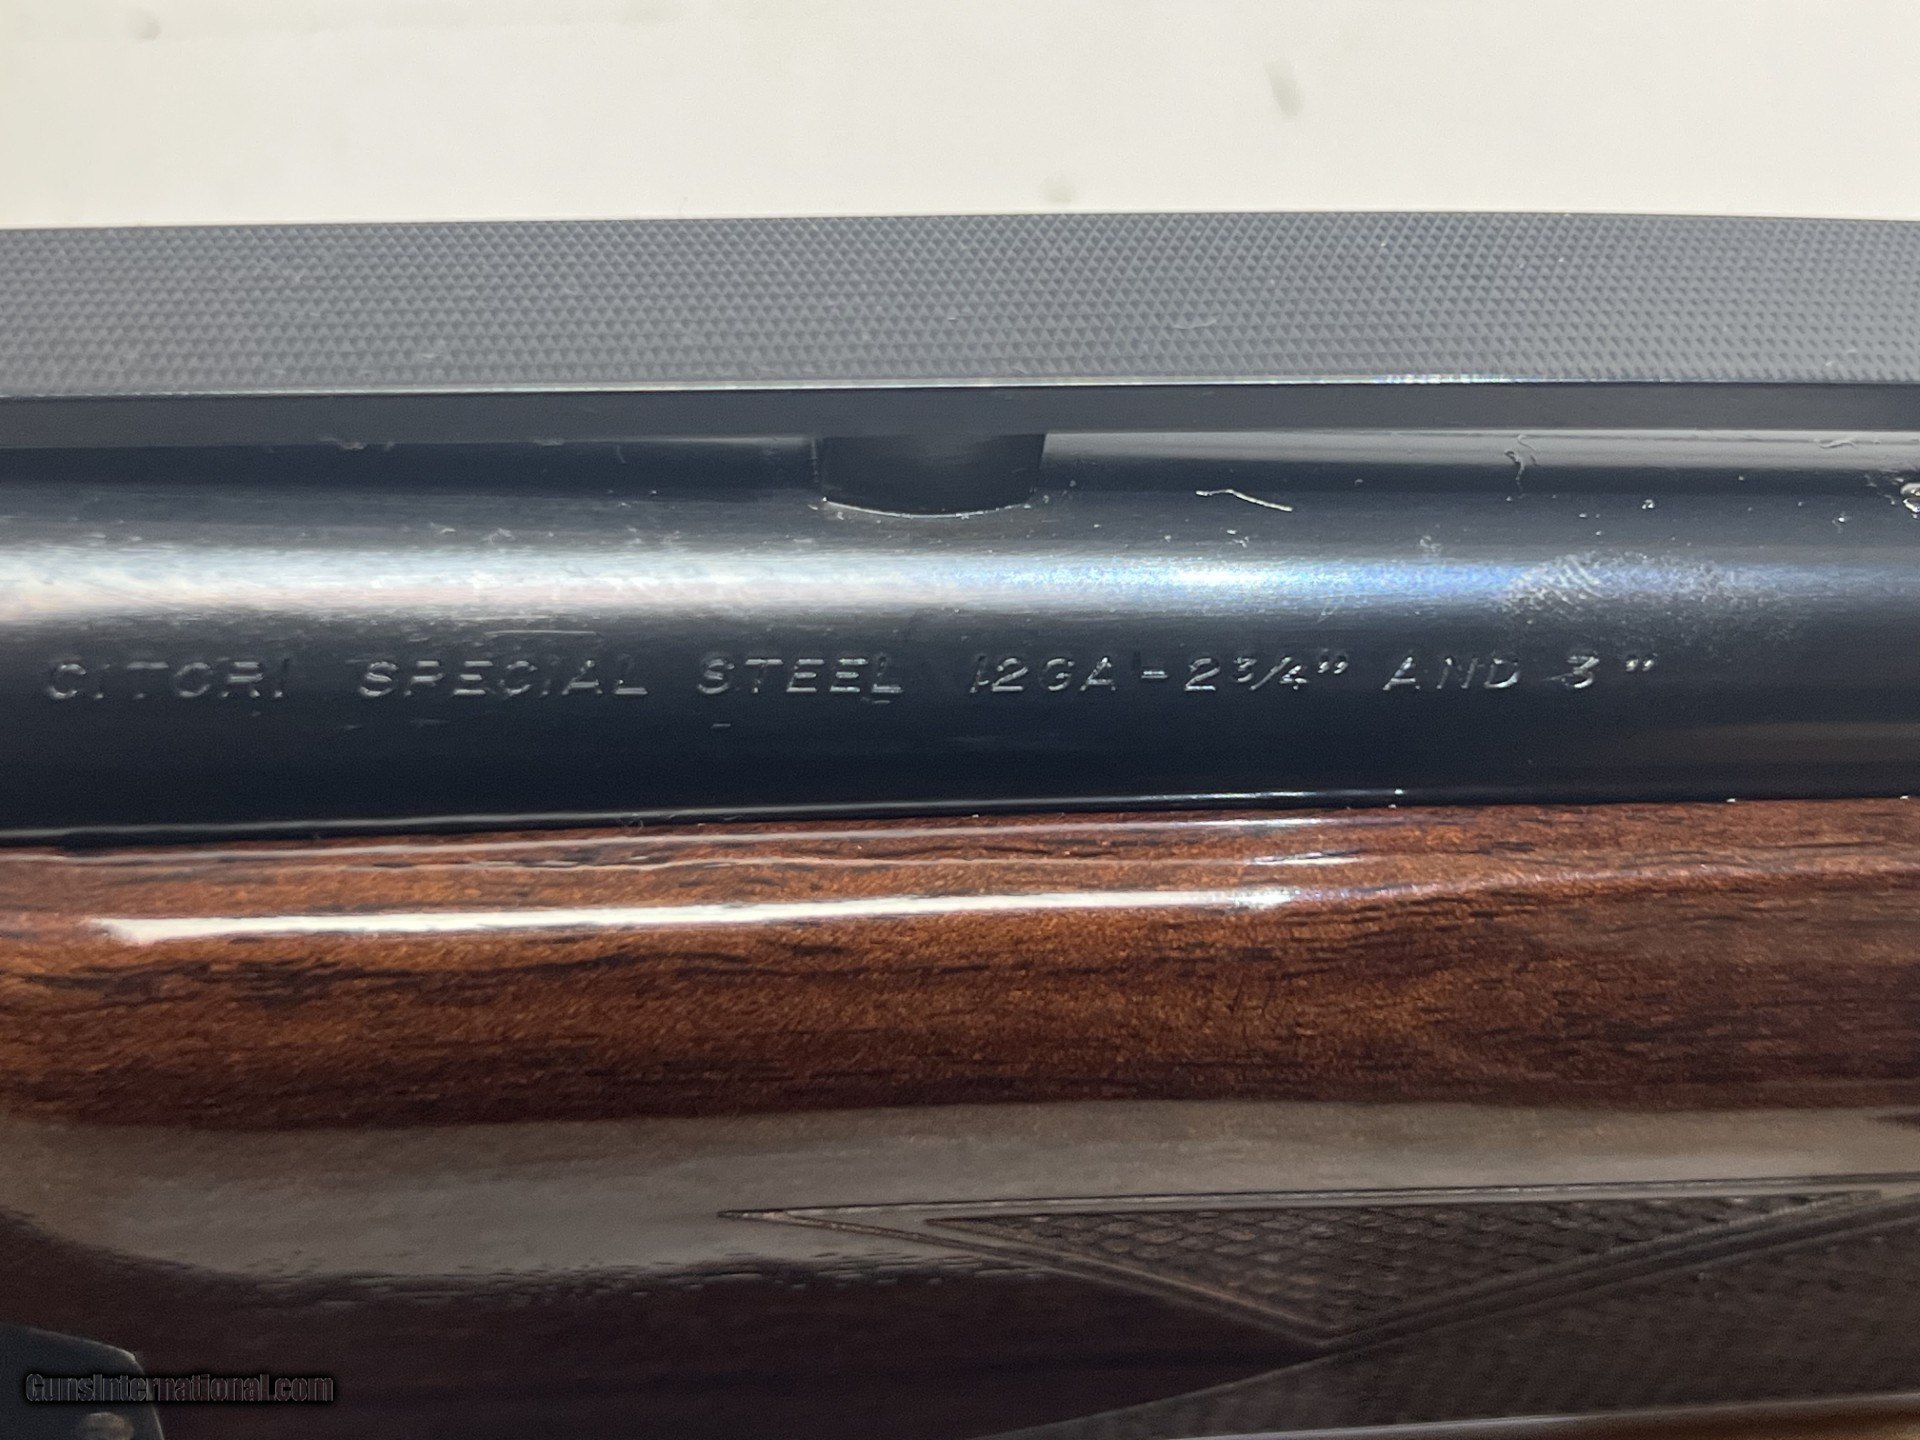 CITORI SPECIAL STEEL 12GA-2¾" AND 3"
GunsInternational.com